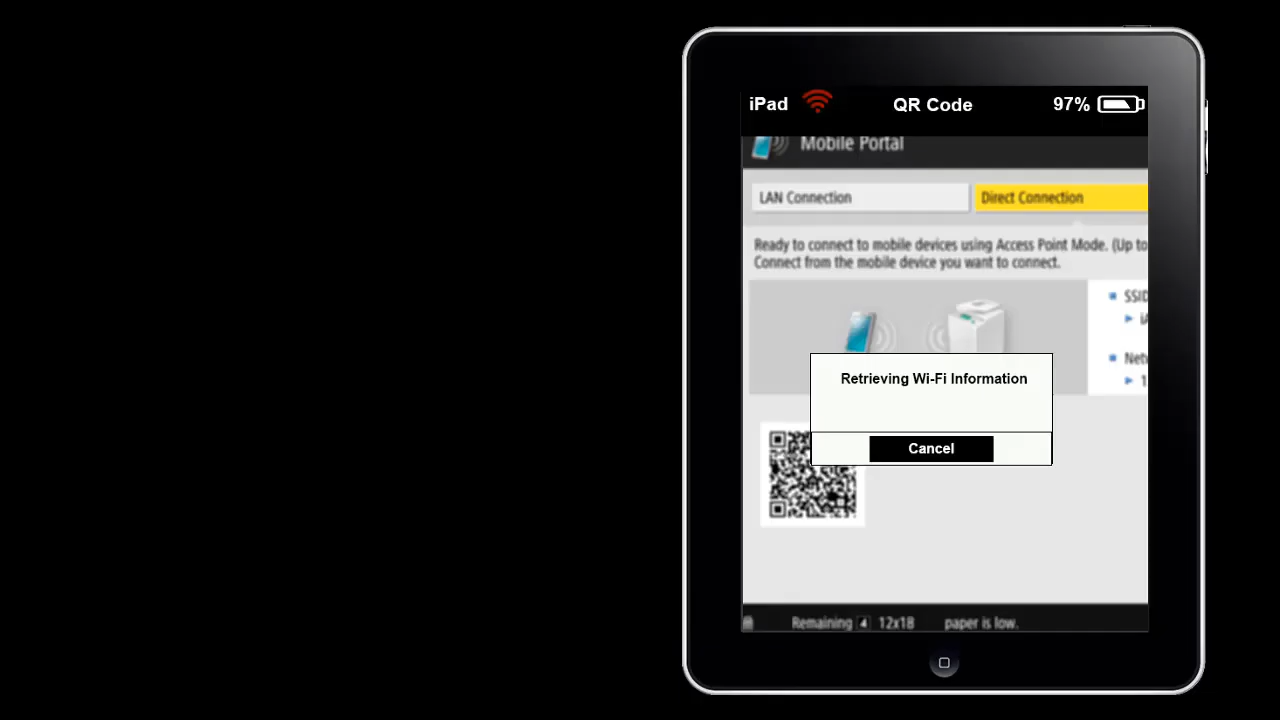 iPad QR Code 97%
Mobile Portal
LAN Connection Direct Connection
Ready to connect to mobile devices using Access Point Mode. (Up to
Connect from the mobile device you want to connect.
SSID
Retrieving Wi-Fi Information
Cancel
Remaining 4 12x18 paper is low.